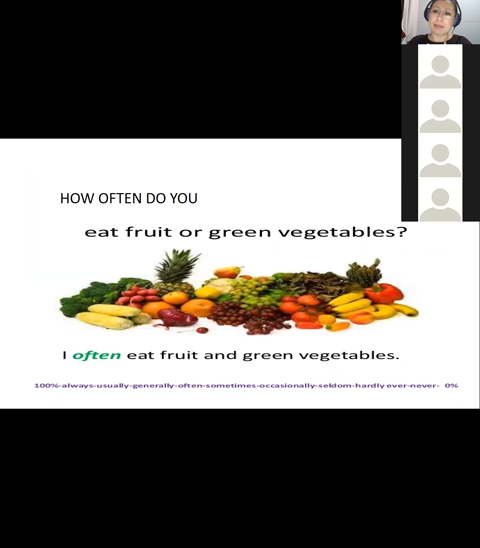 HOW OFTEN DO YOU
eat fruit or green vegetables?
I often eat fruit and green vegetables.
100%-always-usually-generally-often-sometimes-occasionally-seldom-hardly ever-never- 0%